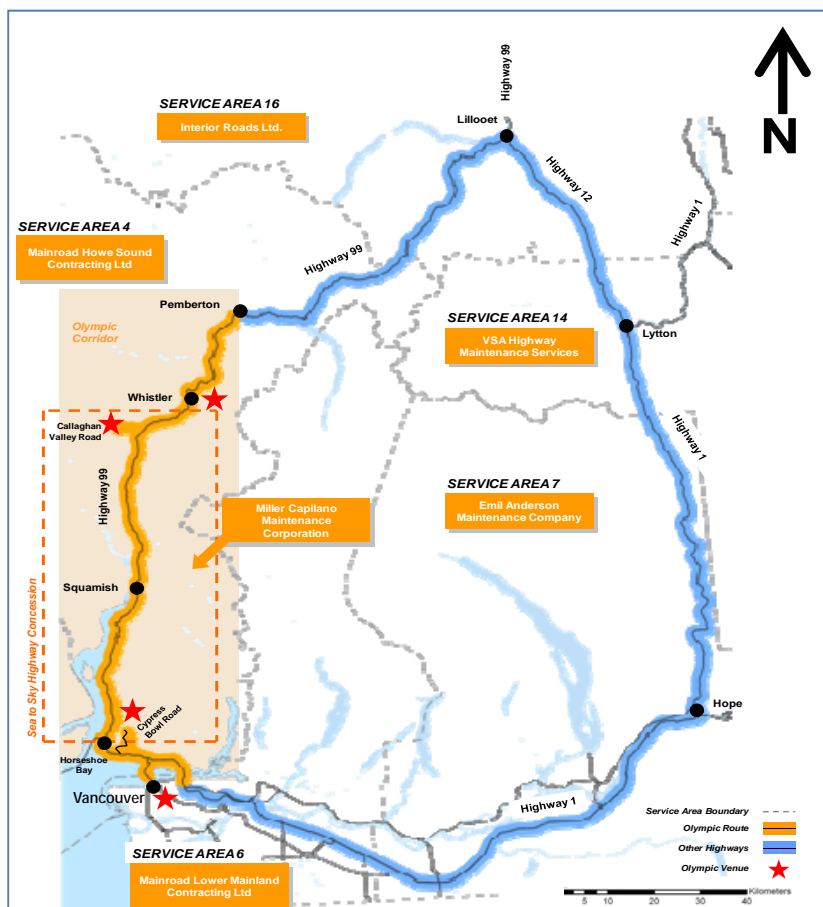 Highway 99
Lillooet
N
SERVICE AREA 16
Interior Roads Ltd.
Highway 12
Highway 1
SERVICE AREA 4
Mainroad Howe Sound
Contracting Ltd
Highway 99
Pemberton
Olympic
Corridor
SERVICE AREA 14
VSA Highway
Maintenance Services
Lytton
Whistler
Callaghan
Valley Road
Highway 99
Highway 1
SERVICE AREA 7
Emil Anderson
Maintenance Company
Miller Capilano
Maintenance
Corporation
Squamish
Sea to Sky Highway Concession
Cypress
Bowl Road
Hope
Horseshoe
Bay
Vancouver
Highway 1
SERVICE AREA 6
Mainroad Lower Mainland
Contracting Ltd
Service Area Boundary
Olympic Route
Other Highways
Olympic Venue
Kilometers
5 10 20 30 40